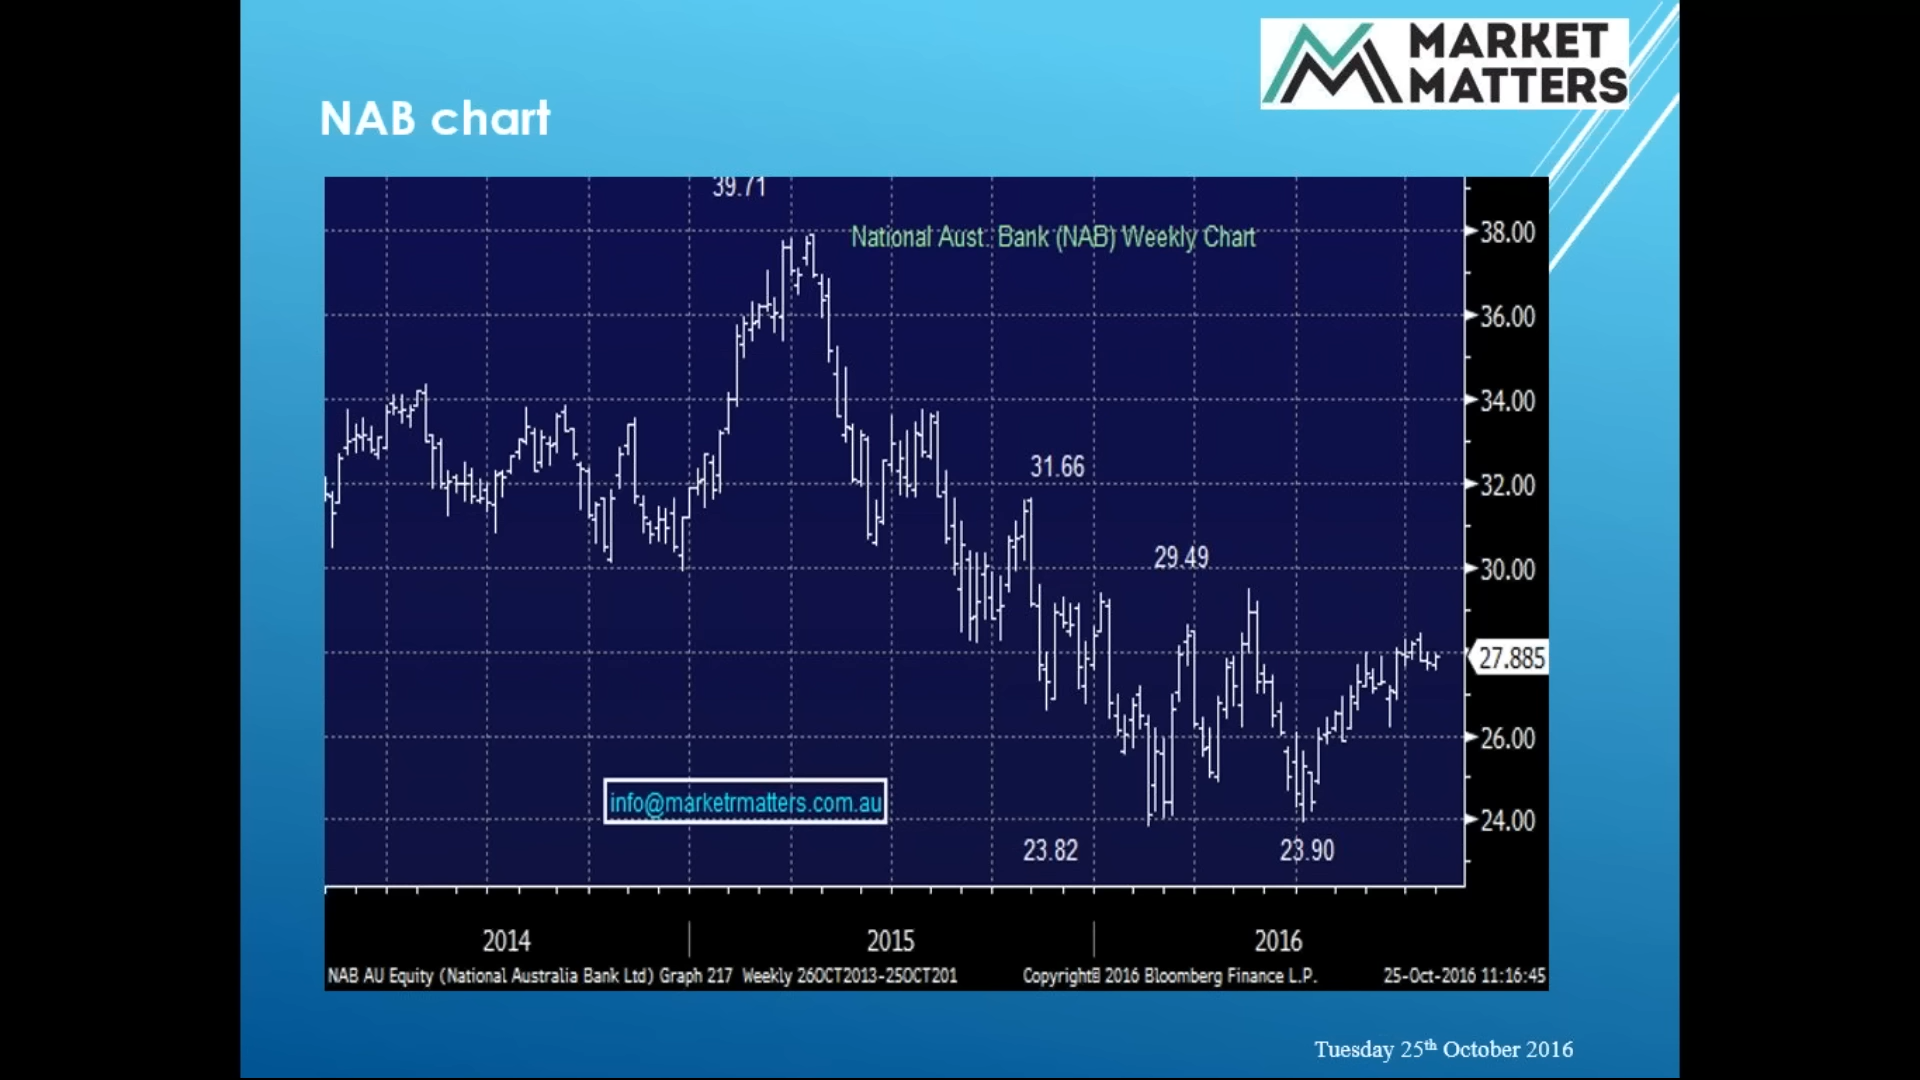 MARKET
MATTERS
NAB chart
39.71
National Aust. Bank (NAB) Weekly Chart
38.00
36.00
34.00
31.66
32.00
29.49
30.00
27.885
26.00
info@marketrmatters.com.au
24.00
23.82
23.90
2014
2015
2016
NAB AU Equity (National Australia Bank Ltd) Graph 217 Weekly 26OCT2013-25OCT201
Copyright© 2016 Bloomberg Finance L.P.
25-Oct-2016 11:16:45
Tuesday 25th October 2016